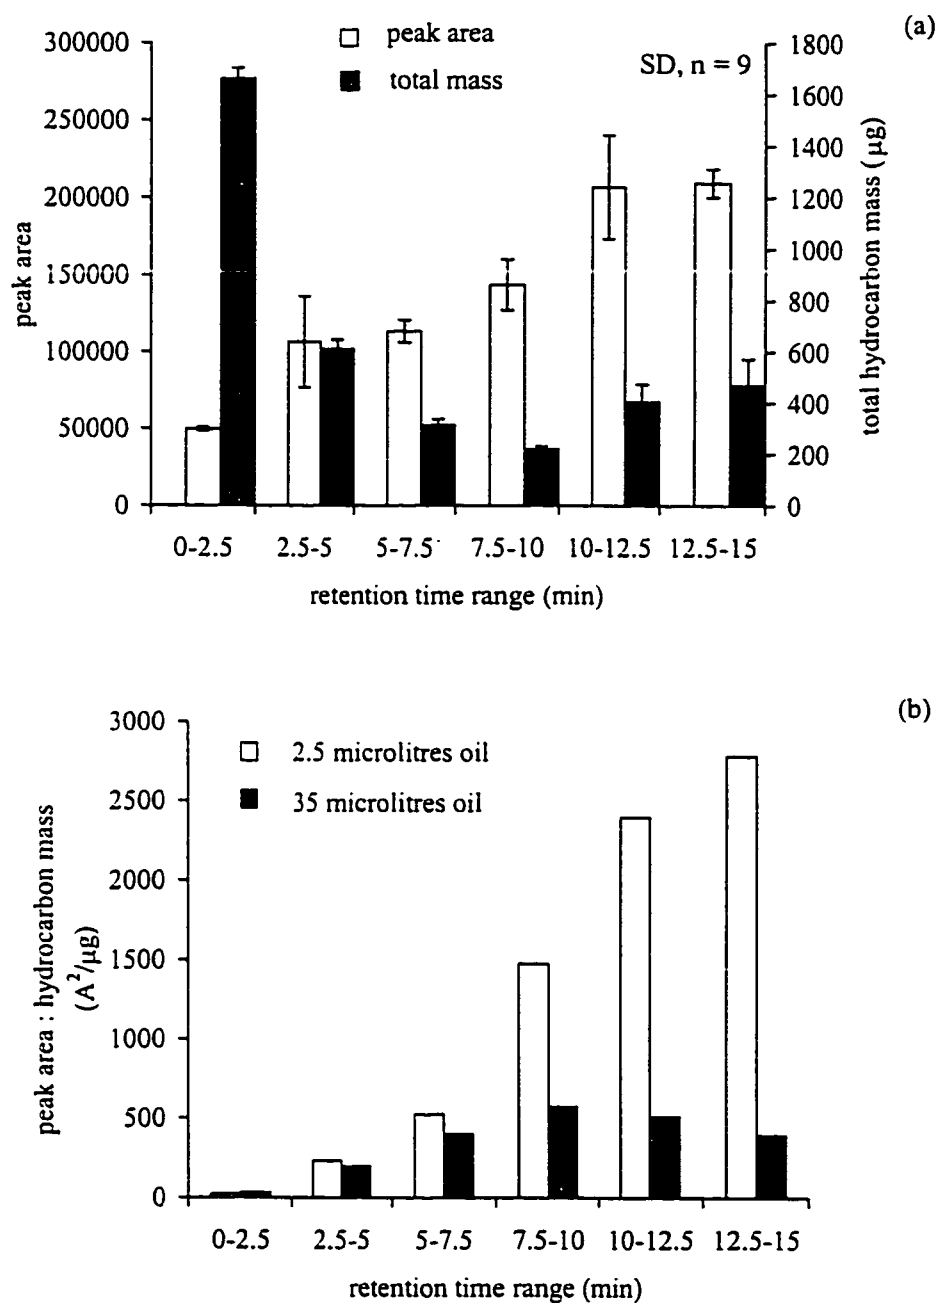 (a)
peak area
total mass
SD, n = 9
300000
250000
200000
150000
100000
50000
0
peak area
1800
1600
1400
1200
1000
800
600
400
200
0
total hydrocarbon mass (µg)
0-2.5 2.5-5 5-7.5 7.5-10 10-12.5 12.5-15
retention time range (min)
(b)
2.5 microlitres oil
35 microlitres oil
3000
2500
2000
1500
1000
500
0
peak area : hydrocarbon mass
(A²/µg)
0-2.5 2.5-5 5-7.5 7.5-10 10-12.5 12.5-15
retention time range (min)